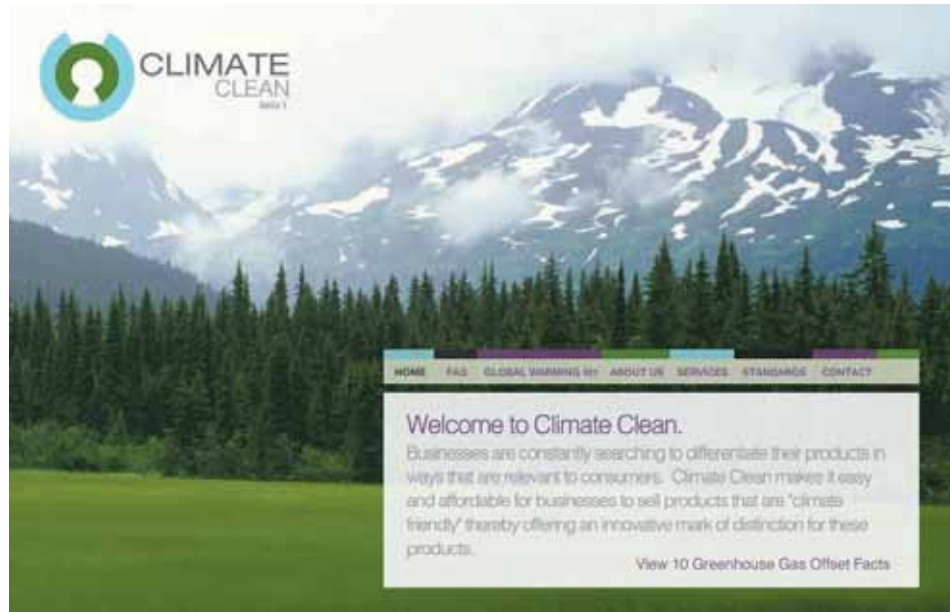 CLIMATE
CLEAN
beta 1
HOME FAQ GLOBAL WARMING 101 ABOUT US SERVICES STANDARDS CONTACT
Welcome to Climate Clean.
Businesses are constantly searching to differentiate their products in
ways that are relevant to consumers. Climate Clean makes it easy
and affordable for businesses to sell products that are "climate
friendly" thereby offering an innovative mark of distinction for these
products.
View 10 Greenhouse Gas Offset Facts